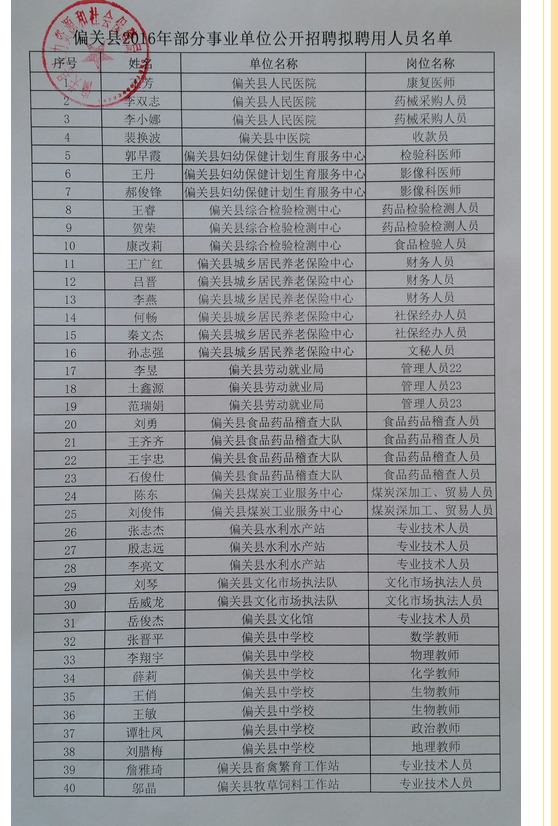 偏关县2016年部分事业单位公开招聘拟聘用人员名单
序号 姓名 单位名称 岗位名称
1 芳 偏关县人民医院 康复医师
2 李双志 偏关县人民医院 药械采购人员
3 李小娜 偏关县人民医院 药械采购人员
4 裴换波 偏关县中医院 收款员
5 郭早霞 偏关县妇幼保健计划生育服务中心 检验科医师
6 王丹 偏关县妇幼保健计划生育服务中心 影像科医师
7 郝俊锋 偏关县妇幼保健计划生育服务中心 影像科医师
8 王睿 偏关县综合检验检测中心 药品检验检测人员
9 贺荣 偏关县综合检验检测中心 药品检验检测人员
10 康改莉 偏关县综合检验检测中心 食品检验人员
11 王广红 偏关县城乡居民养老保险中心 财务人员
12 吕晋 偏关县城乡居民养老保险中心 财务人员
13 李燕 偏关县城乡居民养老保险中心 财务人员
14 何畅 偏关县城乡居民养老保险中心 社保经办人员
15 秦文杰 偏关县城乡居民养老保险中心 社保经办人员
16 孙志强 偏关县城乡居民养老保险中心 文秘人员
17 李昱 偏关县劳动就业局 管理人员22
18 土鑫源 偏关县劳动就业局 管理人员23
19 范瑞娟 偏关县劳动就业局 管理人员23
20 刘勇 偏关县食品药品稽查大队 食品药品稽查人员
21 王齐齐 偏关县食品药品稽查大队 食品药品稽查人员
22 王宇忠 偏关县食品药品稽查大队 食品药品稽查人员
23 石俊仕 偏关县食品药品稽查大队 食品药品稽查人员
24 陈东 偏关县煤炭工业服务中心 煤炭深加工、贸易人员
25 刘俊伟 偏关县煤炭工业服务中心 煤炭深加工、贸易人员
26 张志杰 偏关县水利水产站 专业技术人员
27 殷志远 偏关县水利水产站 专业技术人员
28 李亮文 偏关县水利水产站 专业技术人员
29 刘琴 偏关县文化市场执法队 文化市场执法人员
30 岳威龙 偏关县文化市场执法队 文化市场执法人员
31 岳俊杰 偏关县文化馆 专业技术人员
32 张晋平 偏关县中学校 数学教师
33 李翔宇 偏关县中学校 物理教师
34 薛莉 偏关县中学校 化学教师
35 王俏 偏关县中学校 生物教师
36 王敏 偏关县中学校 生物教师
37 谭牡凤 偏关县中学校 政治教师
38 刘腊梅 偏关县中学校 地理教师
39 詹雅琦 偏关县畜禽繁育工作站 专业技术人员
40 邬晶 偏关县牧草饲料工作站 专业技术人员